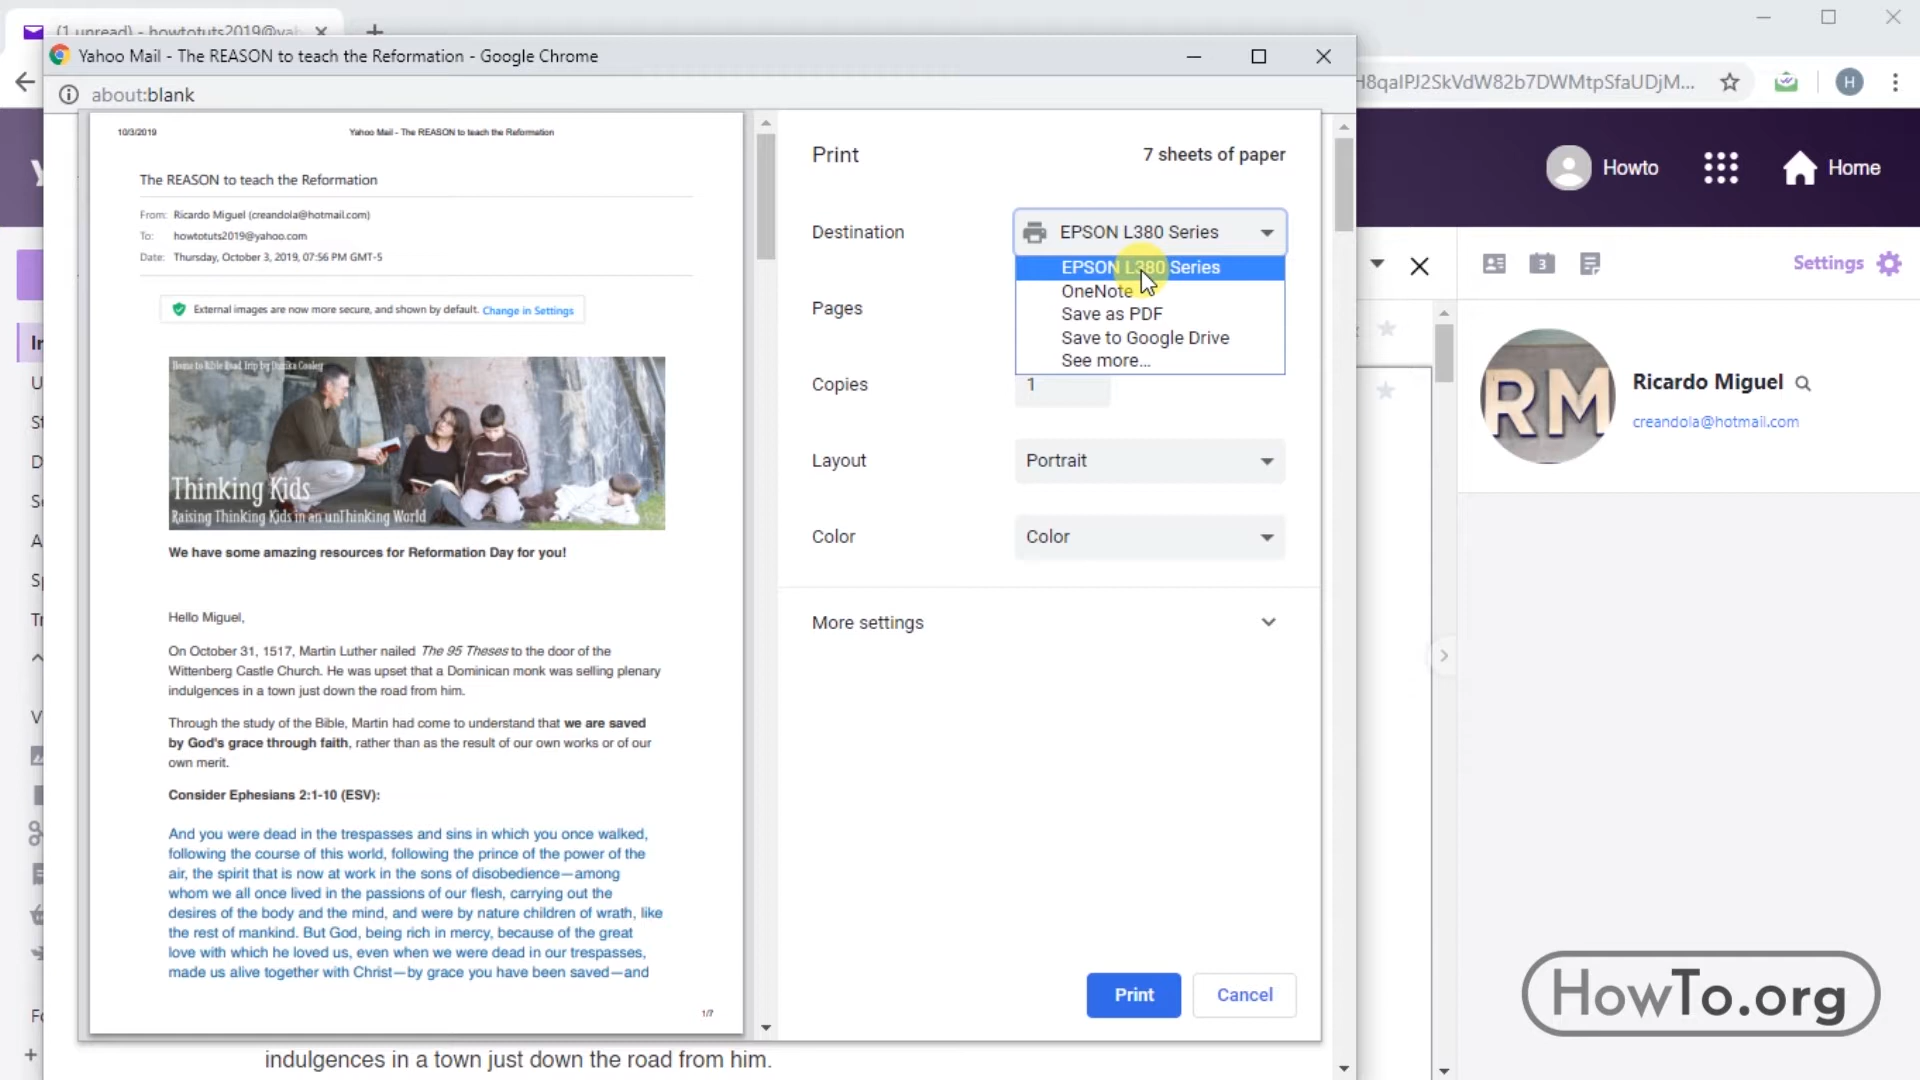 (1 unread) - howtotuts2019@yah
Yahoo Mail - The REASON to teach the Reformation - Google Chrome
about:blank
H8qaIPJ2SkVdW82b7DWMtpSfaUDjM...
H
Howto
Home
3
Settings
Ricardo Miguel
creandola@hotmail.com
RM
10/3/2019
Yahoo Mail - The REASON to teach the Reformation
The REASON to teach the Reformation
From: Ricardo Miguel (creandola@hotmail.com)
To: howtotuts2019@yahoo.com
Date: Thursday, October 3, 2019, 07:56 PM GMT-5
External images are now more secure, and shown by default. Change in Settings
Thinking Kids
Raising Thinking Kids in an unThinking World
We have some amazing resources for Reformation Day for you!
Hello Miguel,
On October 31, 1517, Martin Luther nailed The 95 Theses to the door of the
Wittenberg Castle Church. He was upset that a Dominican monk was selling plenary
indulgences in a town just down the road from him.
Through the study of the Bible, Martin had come to understand that we are saved
by God's grace through faith, rather than as the result of our own works or of our
own merit.
Consider Ephesians 2:1-10 (ESV):
And you were dead in the trespasses and sins in which you once walked,
following the course of this world, following the prince of the power of the
air, the spirit that is now at work in the sons of disobedience—among
whom we all once lived in the passions of our flesh, carrying out the
desires of the body and the mind, and were by nature children of wrath, like
the rest of mankind. But God, being rich in mercy, because of the great
love with which he loved us, even when we were dead in our trespasses,
made us alive together with Christ—by grace you have been saved—and
1/7
Print
7 sheets of paper
Destination
EPSON L380 Series
EPSON L380 Series
OneNote
Save as PDF
Save to Google Drive
See more...
Pages
Copies
1
Layout
Portrait
Color
Color
More settings
Print
Cancel
indulgences in a town just down the road from him.
HowTo.org